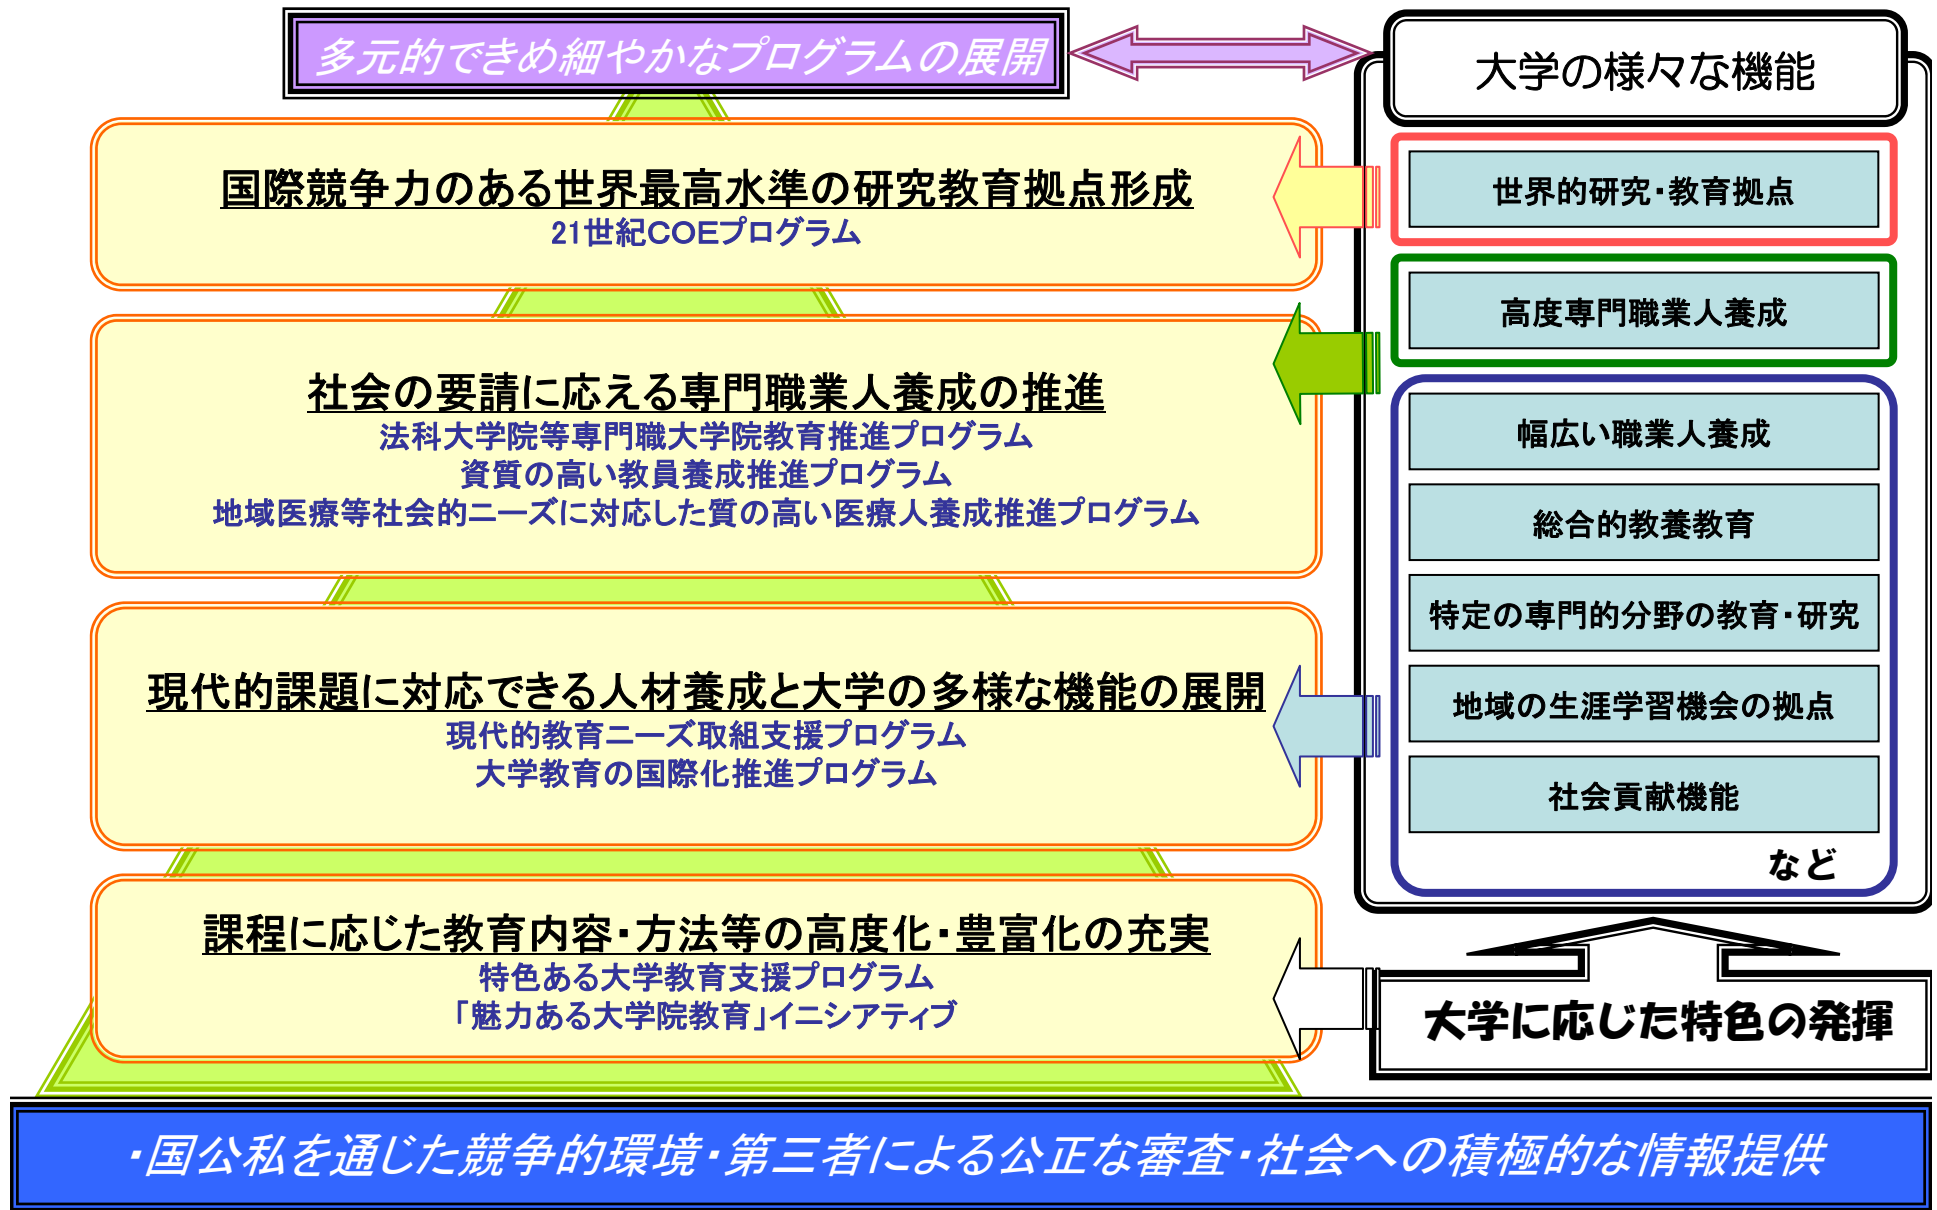 多元的できめ細やかなプログラムの展開
国際競争力のある世界最高水準の研究教育拠点形成
21世紀COEプログラム
社会の要請に応える専門職業人養成の推進
法科大学院等専門職大学院教育推進プログラム
資質の高い教員養成推進プログラム
地域医療等社会的ニーズに対応した質の高い医療人養成推進プログラム
現代的課題に対応できる人材養成と大学の多様な機能の展開
現代的教育ニーズ取組支援プログラム
大学教育の国際化推進プログラム
課程に応じた教育内容・方法等の高度化・豊富化の充実
特色ある大学教育支援プログラム
「魅力ある大学院教育」イニシアティブ
大学の様々な機能
世界的研究・教育拠点
高度専門職業人養成
幅広い職業人養成
総合的教養教育
特定の専門的分野の教育・研究
地域の生涯学習機会の拠点
社会貢献機能
など
大学に応じた特色の発揮
・国公私を通じた競争的環境・第三者による公正な審査・社会への積極的な情報提供